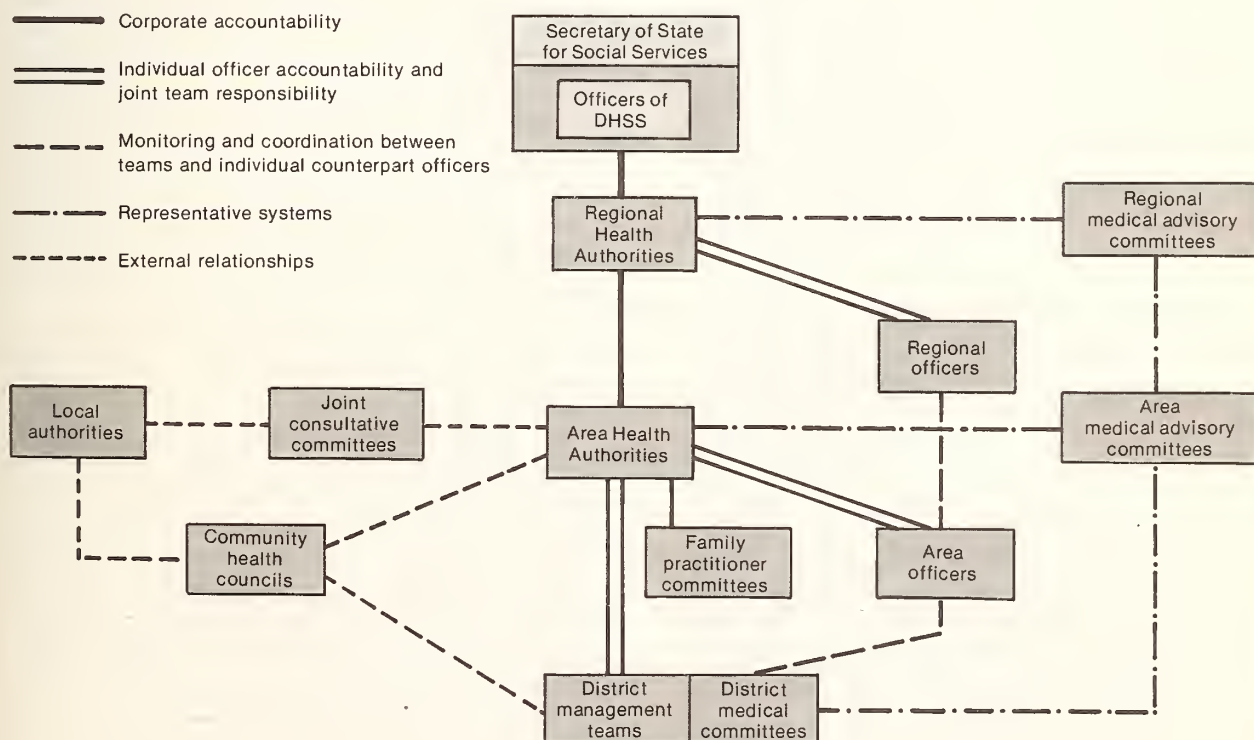 Corporate accountability
Individual officer accountability and
joint team responsibility
Monitoring and coordination between
teams and individual counterpart officers
Representative systems
External relationships
Secretary of State
for Social Services
Officers of
DHSS
Regional
Health
Authorities
Regional
medical advisory
committees
Regional
officers
Local
authorities
Joint
consultative
committees
Area Health
Authorities
Area
medical advisory
committees
Community
health
councils
Family
practitioner
committees
Area
officers
District
management
teams
District
medical
committees